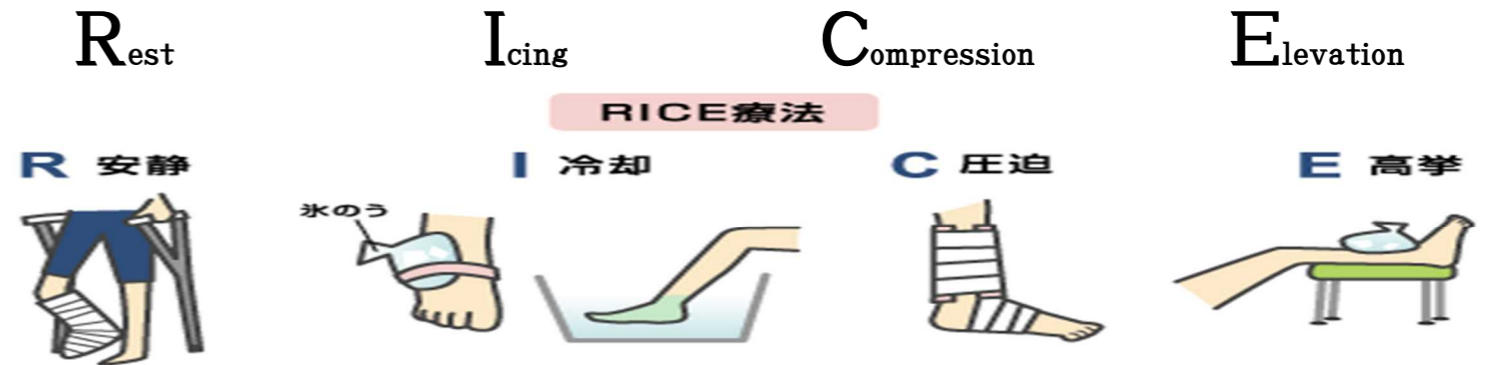 Rest Icing Compression Elevation
RICE療法
R 安静 I 冷却 C 圧迫 E 高挙
氷のう